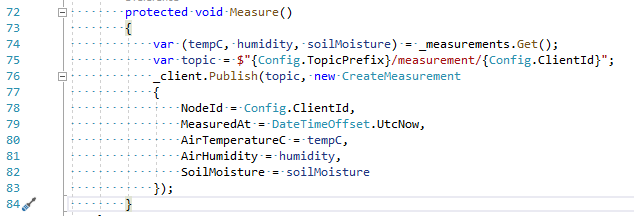 72 protected void Measure()
73 {
74 var (tempC, humidity, soilMoisture) = _measurements.Get();
75 var topic = $"{Config.TopicPrefix}/measurement/{Config.ClientId}";
76 _client.Publish(topic, new CreateMeasurement
77 {
78 NodeId = Config.ClientId,
79 MeasuredAt = DateTimeOffset.UtcNow,
80 AirTemperatureC = tempC,
81 AirHumidity = humidity,
82 SoilMoisture = soilMoisture
83 });
84 }